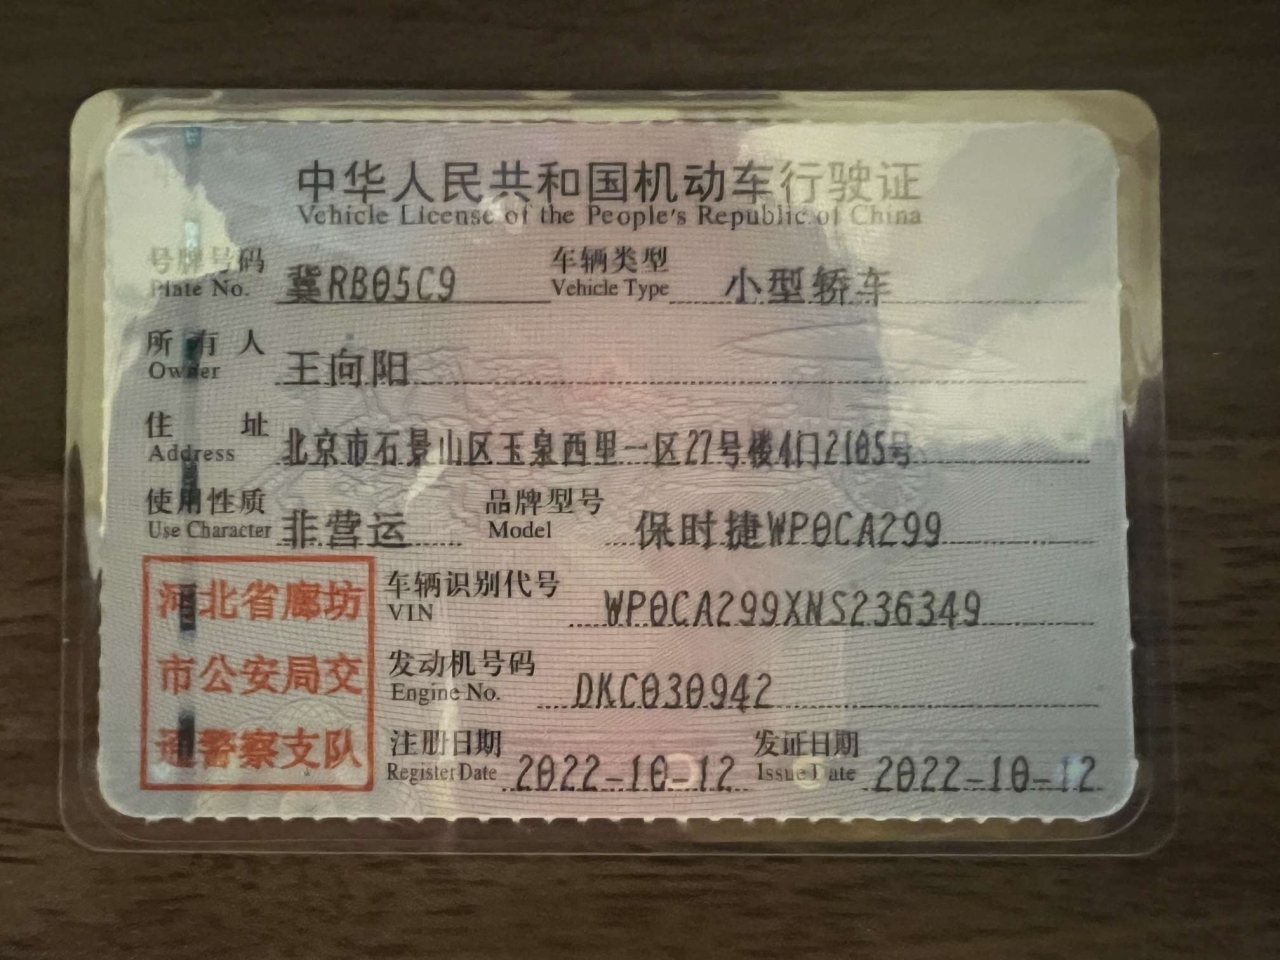 中华人民共和国机动车行驶证
Vehicle License of the People's Republic of China
号牌号码 冀RB05C9 车辆类型 小型轿车
Plate No. Vehicle Type
所有人 王向阳
Owner
住址 北京市石景山区玉泉西里一区27号楼4门2105号
Address
使用性质 非营运 品牌型号 保时捷WP0CA299
Use Character Model
河北省廊坊
市公安局交
通警察支队
车辆识别代号 WP0CA299XNS236349
VIN
发动机号码 DKC030942
Engine No.
注册日期 2022-10-12 发证日期 2022-10-12
Register Date Issue Date